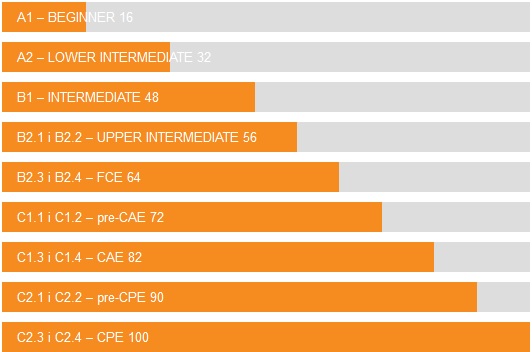 A1 – BEGINNER 16
A2 – LOWER INTERMEDIATE 32
B1 – INTERMEDIATE 48
B2.1 i B2.2 – UPPER INTERMEDIATE 56
B2.3 i B2.4 – FCE 64
C1.1 i C1.2 – pre-CAE 72
C1.3 i C1.4 – CAE 82
C2.1 i C2.2 – pre-CPE 90
C2.3 i C2.4 – CPE 100